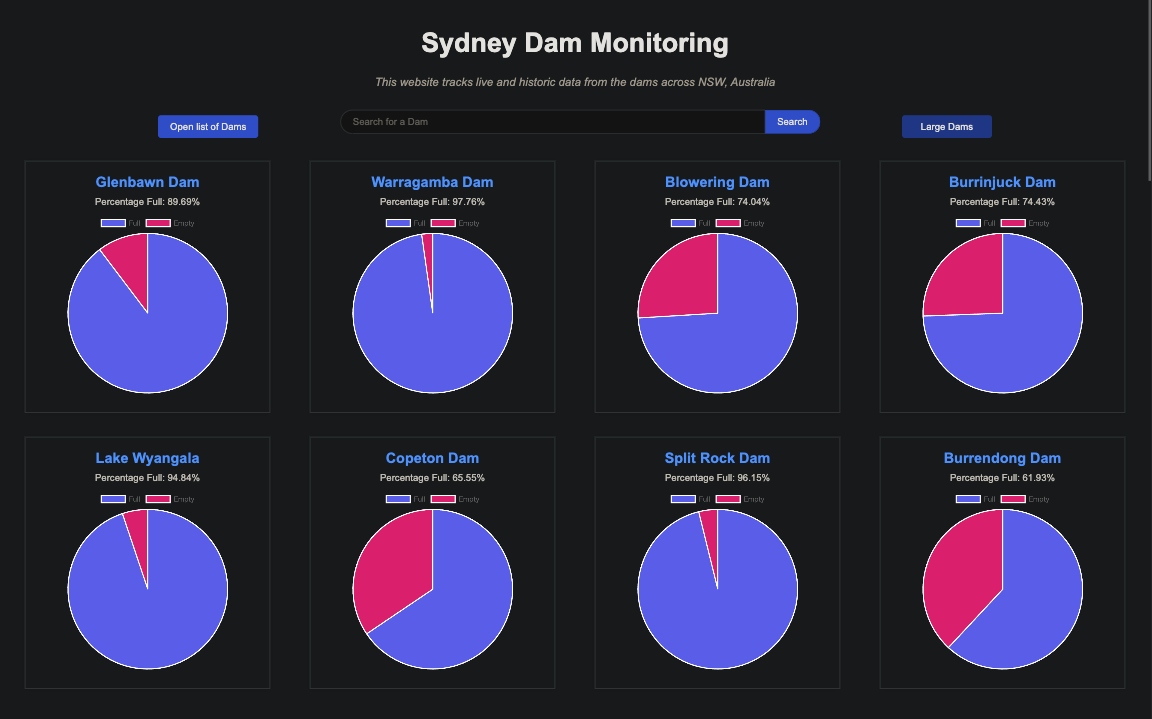 Sydney Dam Monitoring
This website tracks live and historic data from the dams across NSW, Australia
Open list of Dams
Search for a Dam
Search
Large Dams
Glenbawn Dam
Percentage Full: 89.69%
Full Empty
Warragamba Dam
Percentage Full: 97.76%
Full Empty
Blowering Dam
Percentage Full: 74.04%
Full Empty
Burrinjuck Dam
Percentage Full: 74.43%
Full Empty
Lake Wyangala
Percentage Full: 94.84%
Full Empty
Copeton Dam
Percentage Full: 65.55%
Full Empty
Split Rock Dam
Percentage Full: 96.15%
Full Empty
Burrendong Dam
Percentage Full: 61.93%
Full Empty